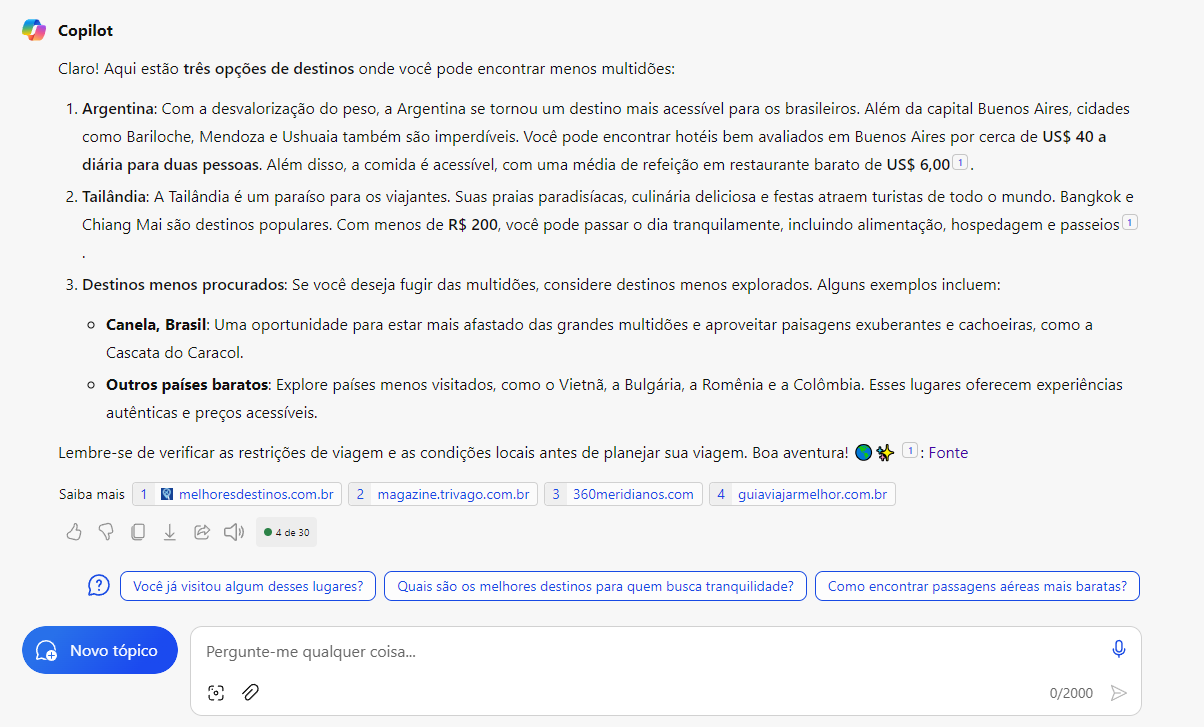 Copilot
Claro! Aqui estão três opções de destinos onde você pode encontrar menos multidões:
1. Argentina: Com a desvalorização do peso, a Argentina se tornou um destino mais acessível para os brasileiros. Além da capital Buenos Aires, cidades
como Bariloche, Mendoza e Ushuaia também são imperdíveis. Você pode encontrar hotéis bem avaliados em Buenos Aires por cerca de US$ 40 a
diária para duas pessoas. Além disso, a comida é acessível, com uma média de refeição em restaurante barato de US$ 6,00 1.
2. Tailândia: A Tailândia é um paraíso para os viajantes. Suas praias paradisíacas, culinária deliciosa e festas atraem turistas de todo o mundo. Bangkok e
Chiang Mai são destinos populares. Com menos de R$ 200, você pode passar o dia tranquilamente, incluindo alimentação, hospedagem e passeios 1
.
3. Destinos menos procurados: Se você deseja fugir das multidões, considere destinos menos explorados. Alguns exemplos incluem:
Canela, Brasil: Uma oportunidade para estar mais afastado das grandes multidões e aproveitar paisagens exuberantes e cachoeiras, como a
Cascata do Caracol.
Outros países baratos: Explore países menos visitados, como o Vietnã, a Bulgária, a Romênia e a Colômbia. Esses lugares oferecem experiências
autênticas e preços acessíveis.
Lembre-se de verificar as restrições de viagem e as condições locais antes de planejar sua viagem. Boa aventura! 🌎✨ 1: Fonte
Saiba mais 1 melhoresdestinos.com.br 2 magazine.trivago.com.br 3 360meridianos.com 4 guiaviajarmelhor.com.br
4 de 30
Você já visitou algum desses lugares? Quais são os melhores destinos para quem busca tranquilidade? Como encontrar passagens aéreas mais baratas?
Novo tópico
Pergunte-me qualquer coisa...
0/2000